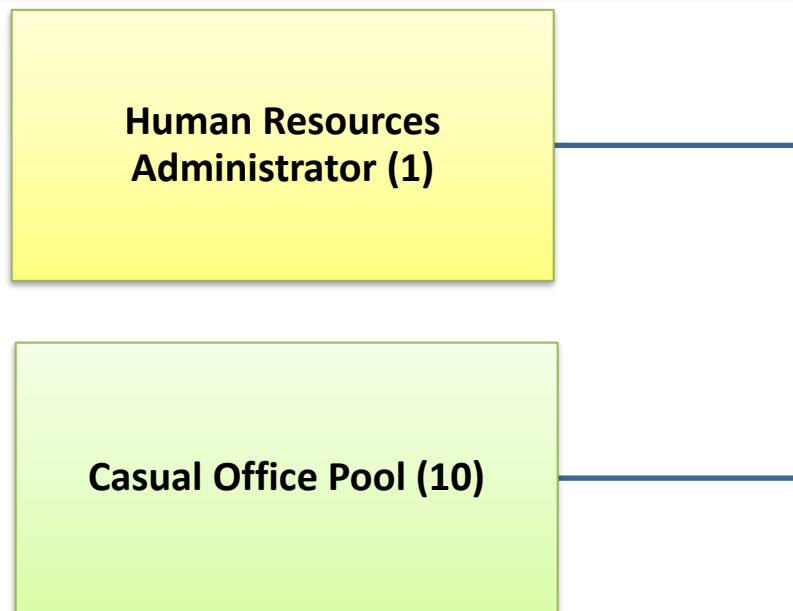 Human Resources
Administrator (1)
Casual Office Pool (10)